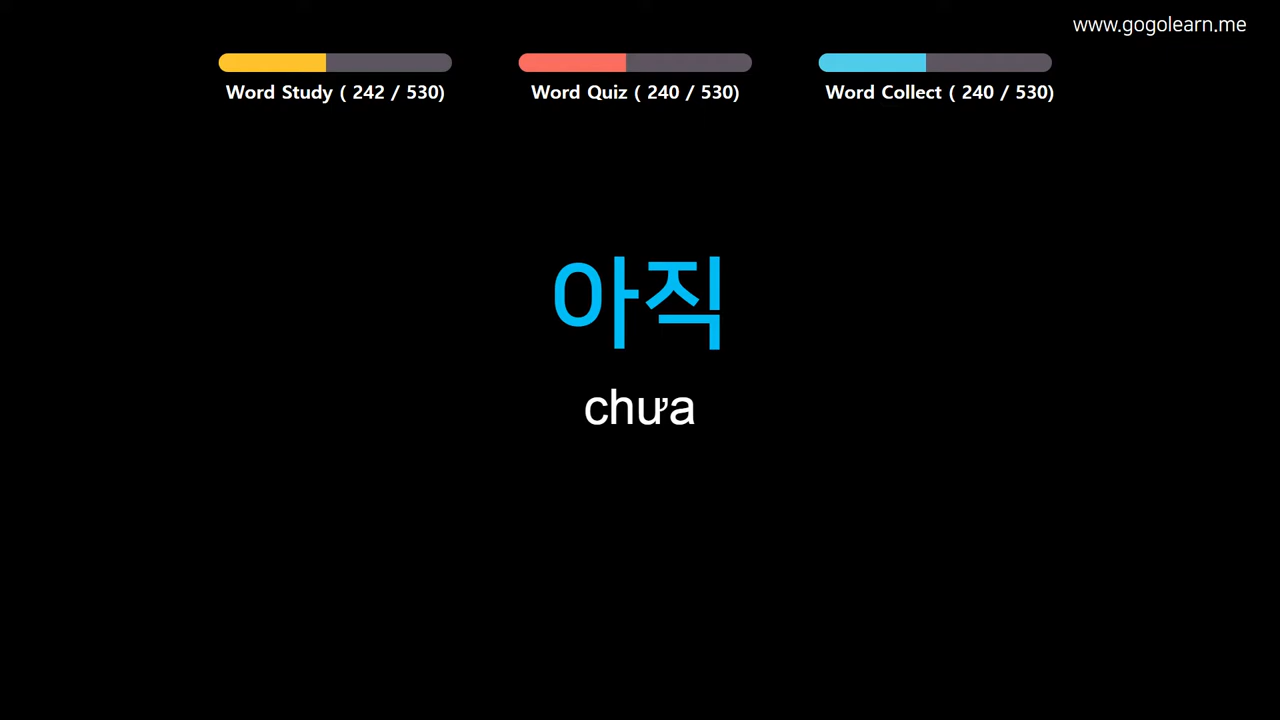 www.gogolearn.me
Word Study ( 242 / 530)
Word Quiz ( 240 / 530)
Word Collect ( 240 / 530)
아직
chưa